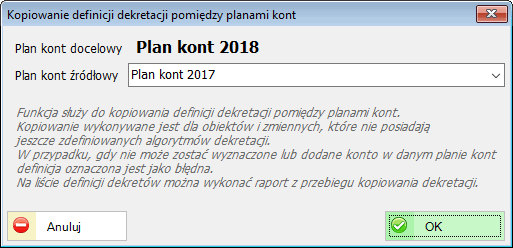 Kopiowanie definicji dekretacji pomiędzy planami kont
Plan kont docelowy Plan kont 2018
Plan kont źródłowy Plan kont 2017
Funkcja służy do kopiowania definicji dekretacji pomiędzy planami kont.
Kopiowanie wykonywane jest dla obiektów i zmiennych, które nie posiadają
jeszcze zdefiniowanych algorytmów dekretacji.
W przypadku, gdy nie może zostać wyznaczone lub dodane konto w danym planie kont
definicja oznaczona jest jako błędna.
Na liście definicji dekretów można wykonać raport z przebiegu kopiowania dekretacji.
Anuluj OK